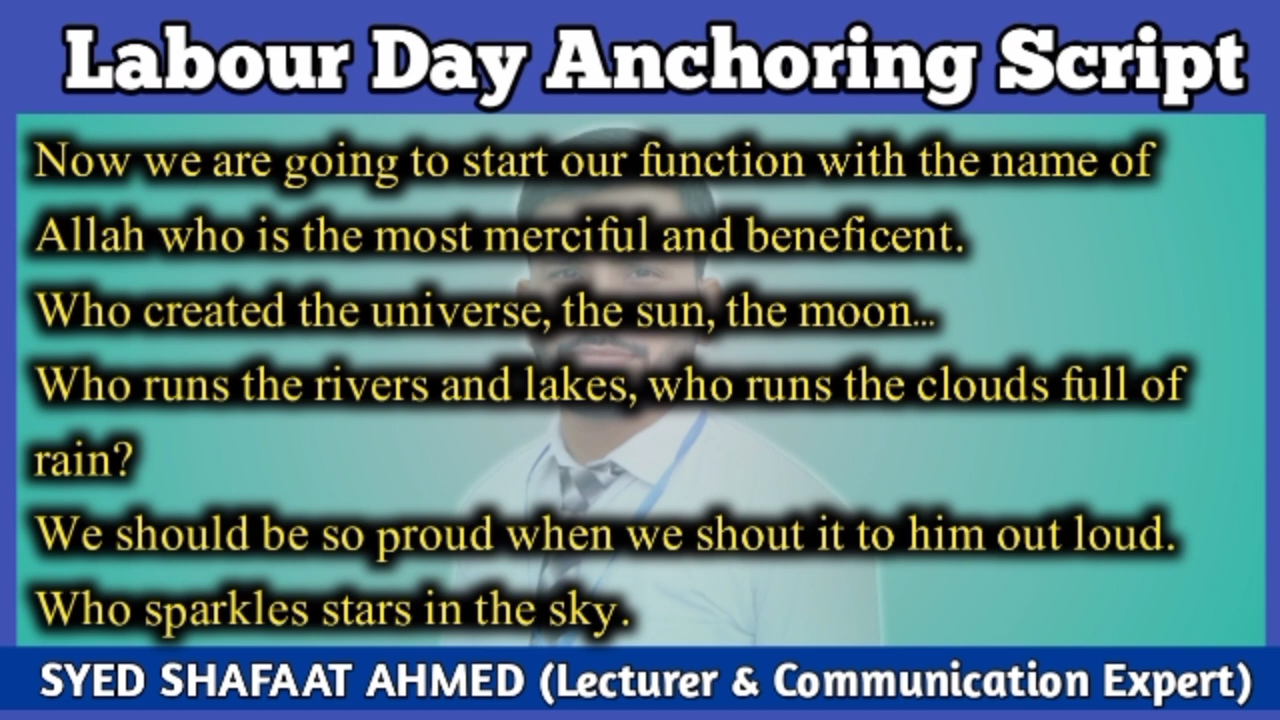 Labour Day Anchoring Script
Now we are going to start our function with the name of
Allah who is the most merciful and beneficent.
Who created the universe, the sun, the moon...
Who runs the rivers and lakes, who runs the clouds full of
rain?
We should be so proud when we shout it to him out loud.
Who sparkles stars in the sky.
SYED SHAFAAT AHMED (Lecturer & Communication Expert)